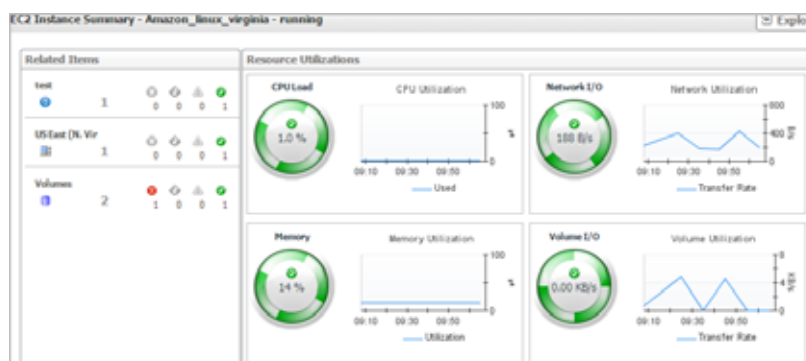 EC2 Instance Summary - Amazon_linux_virginia - running
Explo
Related Items
Resource Utilizations
test
1
0 0 0 1
US East (N. Vir
1
0 0 0 1
Volumes
2
1 0 0 1
CPU Load
1.0 %
CPU Utilization
100
0
%
09:10 09:30 09:50
Used
Network I/O
188 B/s
Network Utilization
800
0
B/s
09:10 09:30 09:50
Transfer Rate
Memory
14 %
Memory Utilization
100
0
%
09:10 09:30 09:50
Utilization
Volume I/O
0.00 KB/s
Volume Utilization
8
4
0
KB/s
09:10 09:30 09:50
Transfer Rate